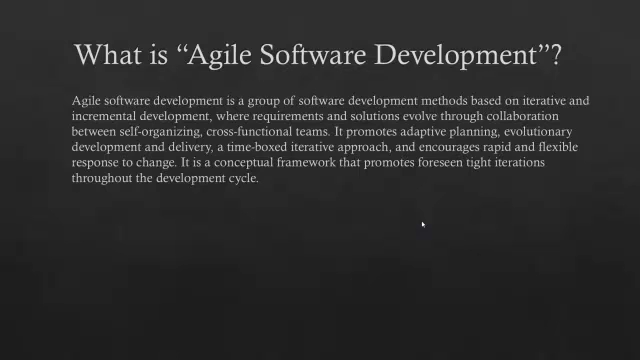 What is “Agile Software Development”?
Agile software development is a group of software development methods based on iterative and
incremental development, where requirements and solutions evolve through collaboration
between self-organizing, cross-functional teams. It promotes adaptive planning, evolutionary
development and delivery, a time-boxed iterative approach, and encourages rapid and flexible
response to change. It is a conceptual framework that promotes foreseen tight iterations
throughout the development cycle.